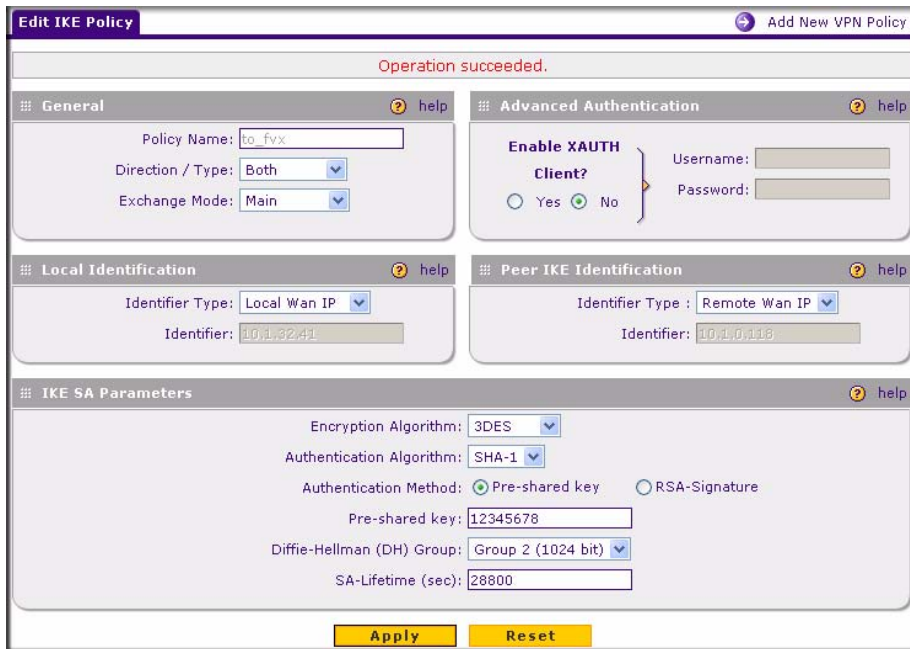 Edit IKE Policy
Add New VPN Policy
Operation succeeded.
General
help
Policy Name: to_fvx
Direction / Type: Both
Exchange Mode: Main
Advanced Authentication
help
Enable XAUTH
Client?
Yes No
Username:
Password:
Local Identification
help
Identifier Type: Local Wan IP
Identifier: 10.1.32.41
Peer IKE Identification
help
Identifier Type : Remote Wan IP
Identifier: 10.1.0.118
IKE SA Parameters
help
Encryption Algorithm: 3DES
Authentication Algorithm: SHA-1
Authentication Method: Pre-shared key RSA-Signature
Pre-shared key: 12345678
Diffie-Hellman (DH) Group: Group 2 (1024 bit)
SA-Lifetime (sec): 28800
Apply Reset